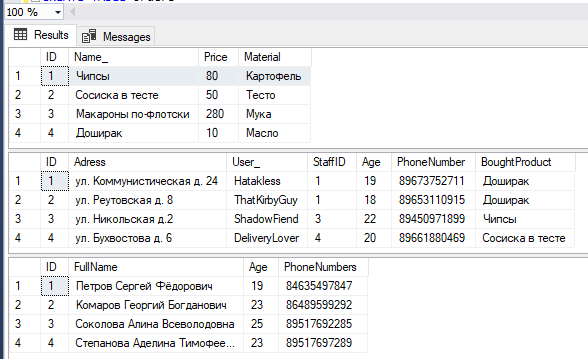 100 %
Results Messages
ID Name_ Price Material
1 1 Чипсы 80 Картофель
2 2 Сосиска в тесте 50 Тесто
3 3 Макароны по-флотски 280 Мука
4 4 Доширак 10 Масло
ID Adress User_ StaffID Age PhoneNumber BoughtProduct
1 1 ул. Коммунистическая д. 24 Hatakless 1 19 89673752711 Доширак
2 2 ул. Реутовская д. 8 ThatKirbyGuy 1 18 89653110915 Доширак
3 3 ул. Никольская д.2 ShadowFiend 3 22 89450971899 Чипсы
4 4 ул. Бухвостова д. 6 DeliveryLover 4 20 89661880469 Сосиска в тесте
ID FullName Age PhoneNumbers
1 1 Петров Сергей Фёдорович 19 84635497847
2 2 Комаров Георгий Богданович 23 86489599292
3 3 Соколова Алина Всеволодовна 25 89517692285
4 4 Степанова Аделина Тимофее... 23 89517697289